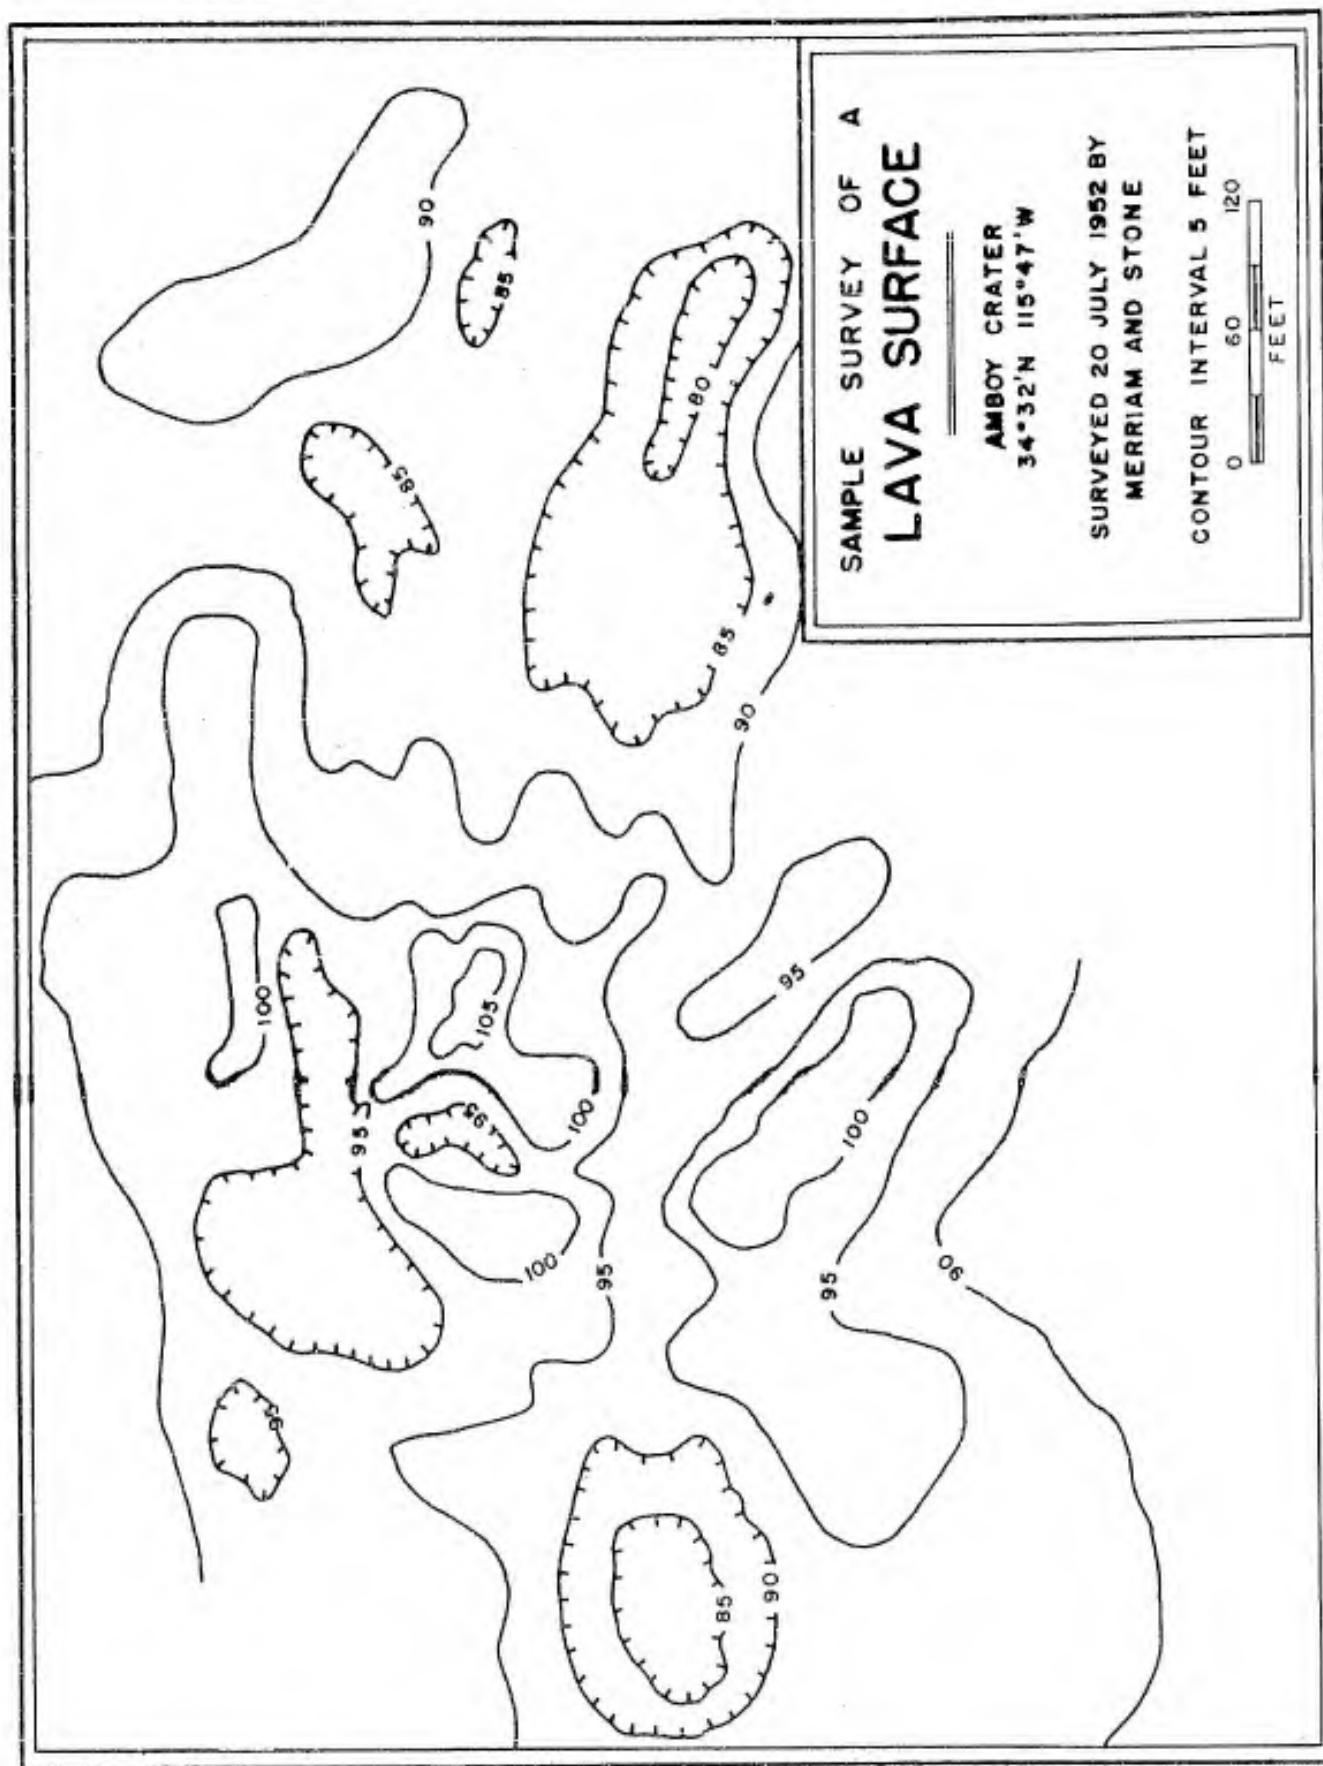 SAMPLE SURVEY OF A
LAVA SURFACE
AMBOY CRATER
34°32'N 115°47'W
SURVEYED 20 JULY 1952 BY
MERRIAM AND STONE
CONTOUR INTERVAL 5 FEET
0 60 120
FEET
90
85
85
80
85
90
100
105
95
95
100
95
100
95
100
95
90
95
85
90